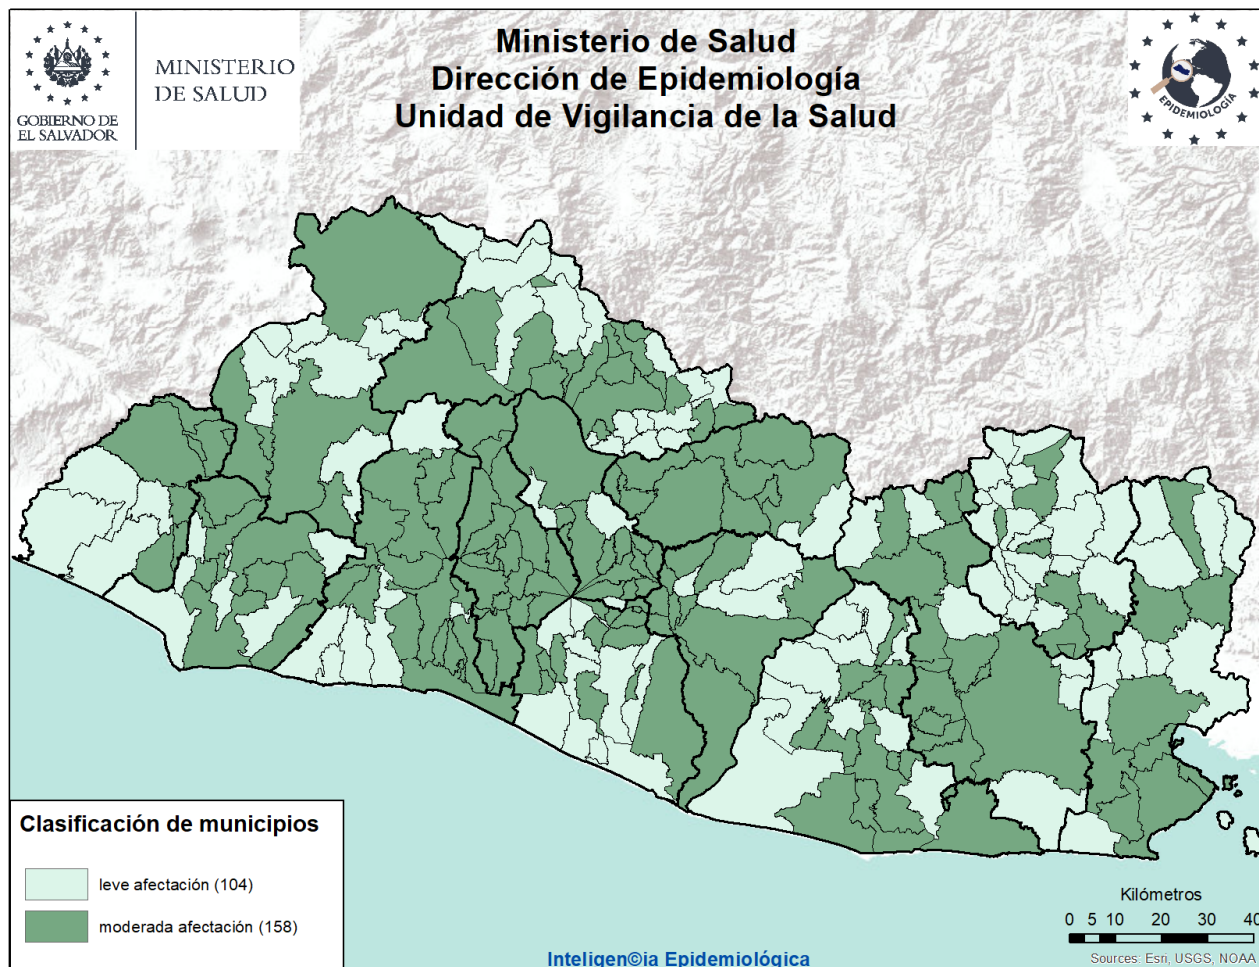 MINISTERIO
DE SALUD
GOBIERNO DE
EL SALVADOR
Ministerio de Salud
Dirección de Epidemiología
Unidad de Vigilancia de la Salud
EPIDEMIOLOGÍA
Clasificación de municipios
leve afectación (104)
moderada afectación (158)
Inteligen©ia Epidemiológica
Kilómetros
0 5 10 20 30 40
Sources: Esri, USGS, NOAA